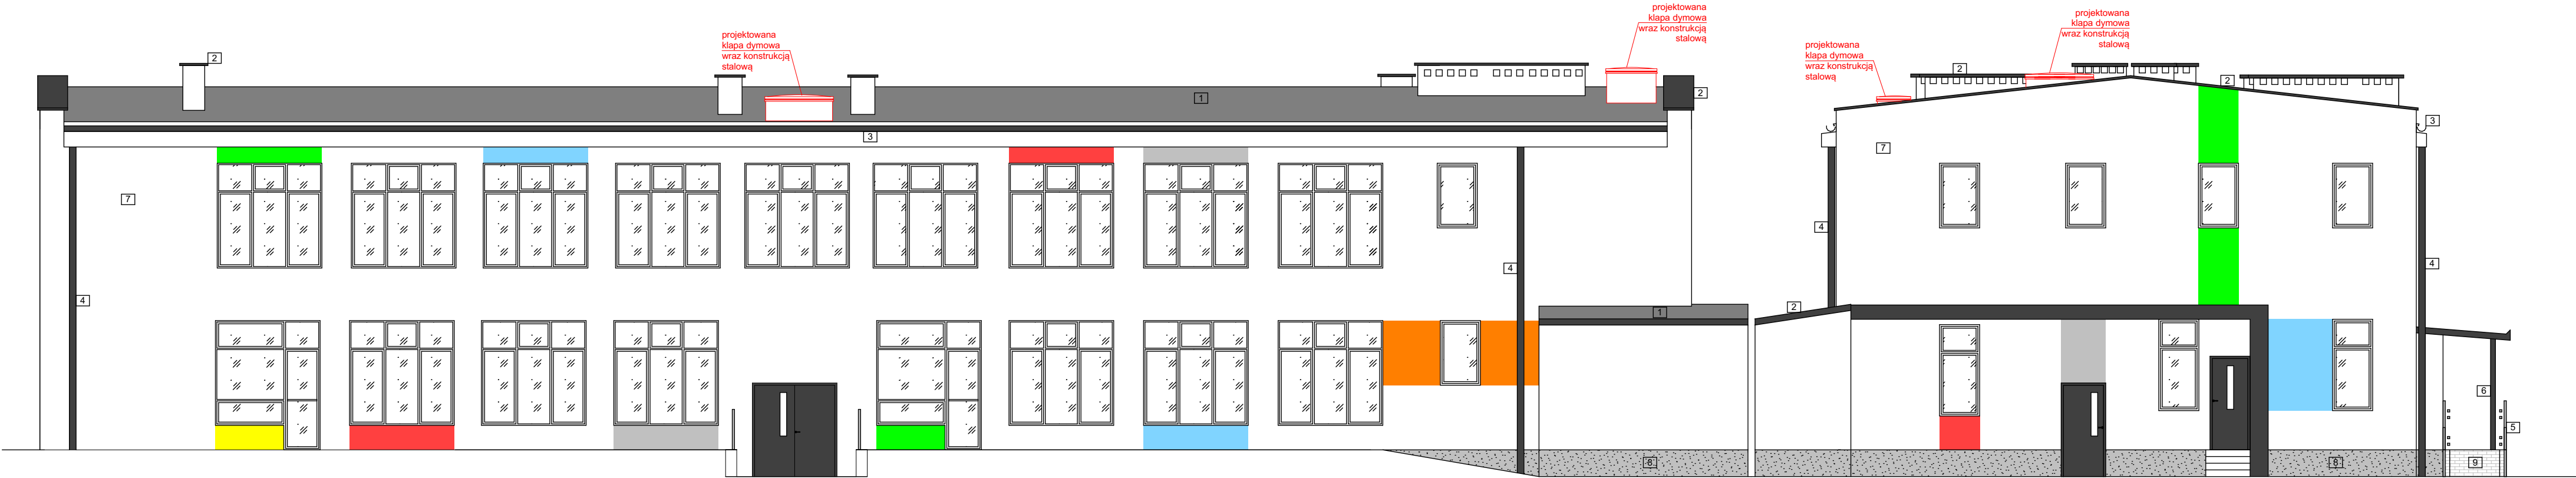 projektowana
klapa dymowa
wraz konstrukcją
stalową
projektowana
klapa dymowa
wraz konstrukcją
stalową
projektowana
klapa dymowa
wraz konstrukcją
stalową
projektowana
klapa dymowa
wraz konstrukcją
stalową
2
1
2
3
7
4
4
1
8
2
2
3
7
4
4
2
6
5
8
9